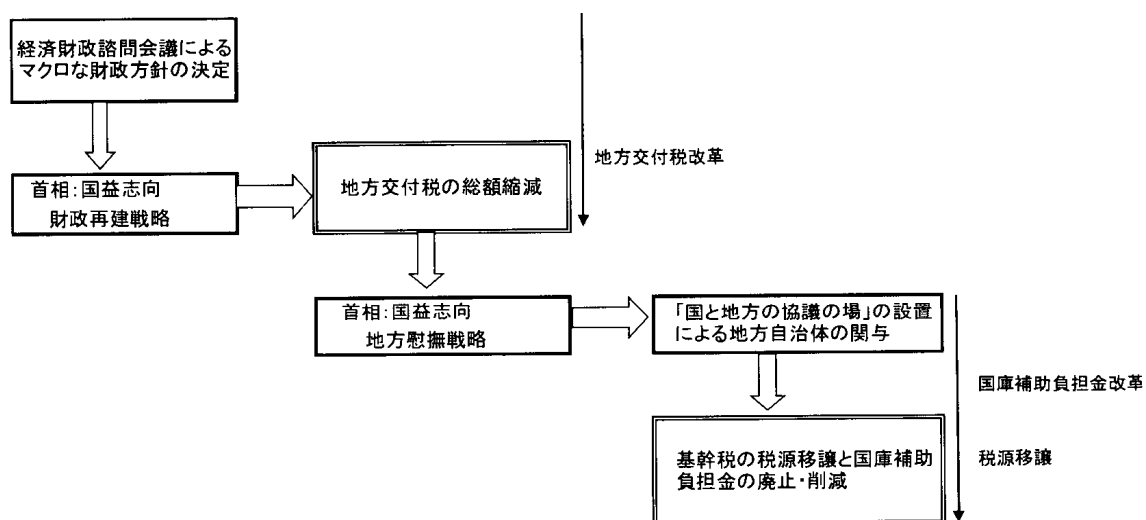 経済財政諮問会議による
マクロな財政方針の決定
地方交付税改革
首相:国益志向
財政再建戦略
地方交付税の総額縮減
首相:国益志向
地方慰撫戦略
「国と地方の協議の場」の設置
による地方自治体の関与
国庫補助負担金改革
基幹税の税源移譲と国庫補助
負担金の廃止・削減
税源移譲